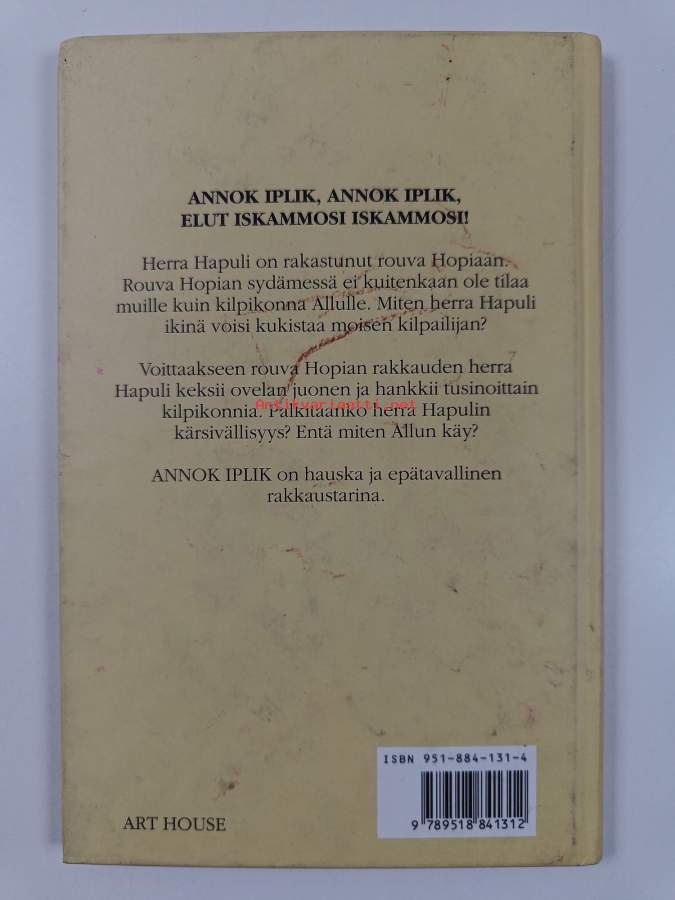 ANNOK IPLIK, ANNOK IPLIK,
ELUT ISKAMMOSI ISKAMMOSI!
Herra Hapuli on rakastunut rouva Hopiaan.
Rouva Hopian sydämessä ei kuitenkaan ole tilaa
muille kuin kilpikonna Allulle. Miten herra Hapuli
ikinä voisi kukistaa moisen kilpailijan?
Voittaakseen rouva Hopian rakkauden herra
Hapuli keksii ovelan juonen ja hankkii tusinoittain
Antikvariaatti.net
kilpikonnia. Palkitaanko herra Hapulin
kärsivällisyys? Entä miten Allun käy?
ANNOK IPLIK on hauska ja epätavallinen
rakkaustarina.
ISBN 951-884-131-4
9 789518 841312
ART HOUSE